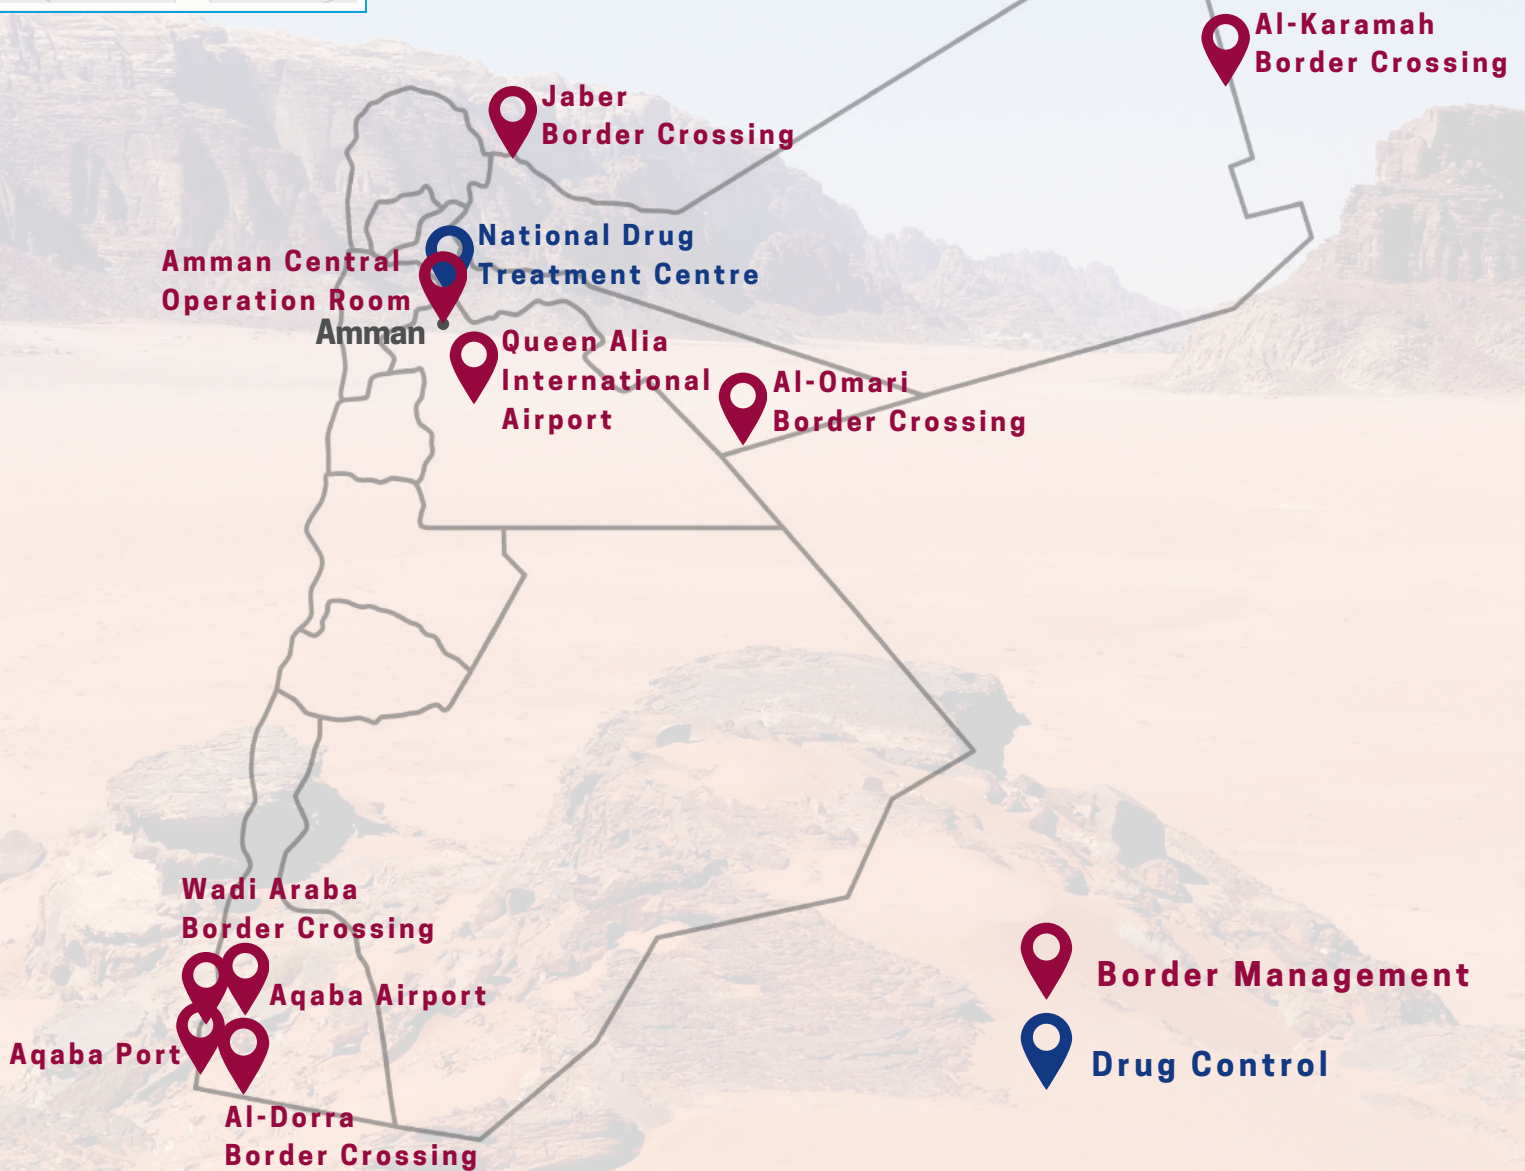 Al-Karamah
Border Crossing
Jaber
Border Crossing
National Drug
Treatment Centre
Amman Central
Operation Room
Amman
Queen Alia
International
Airport
Al-Omari
Border Crossing
Wadi Araba
Border Crossing
Aqaba Airport
Aqaba Port
Al-Dorra
Border Crossing
Border Management
Drug Control